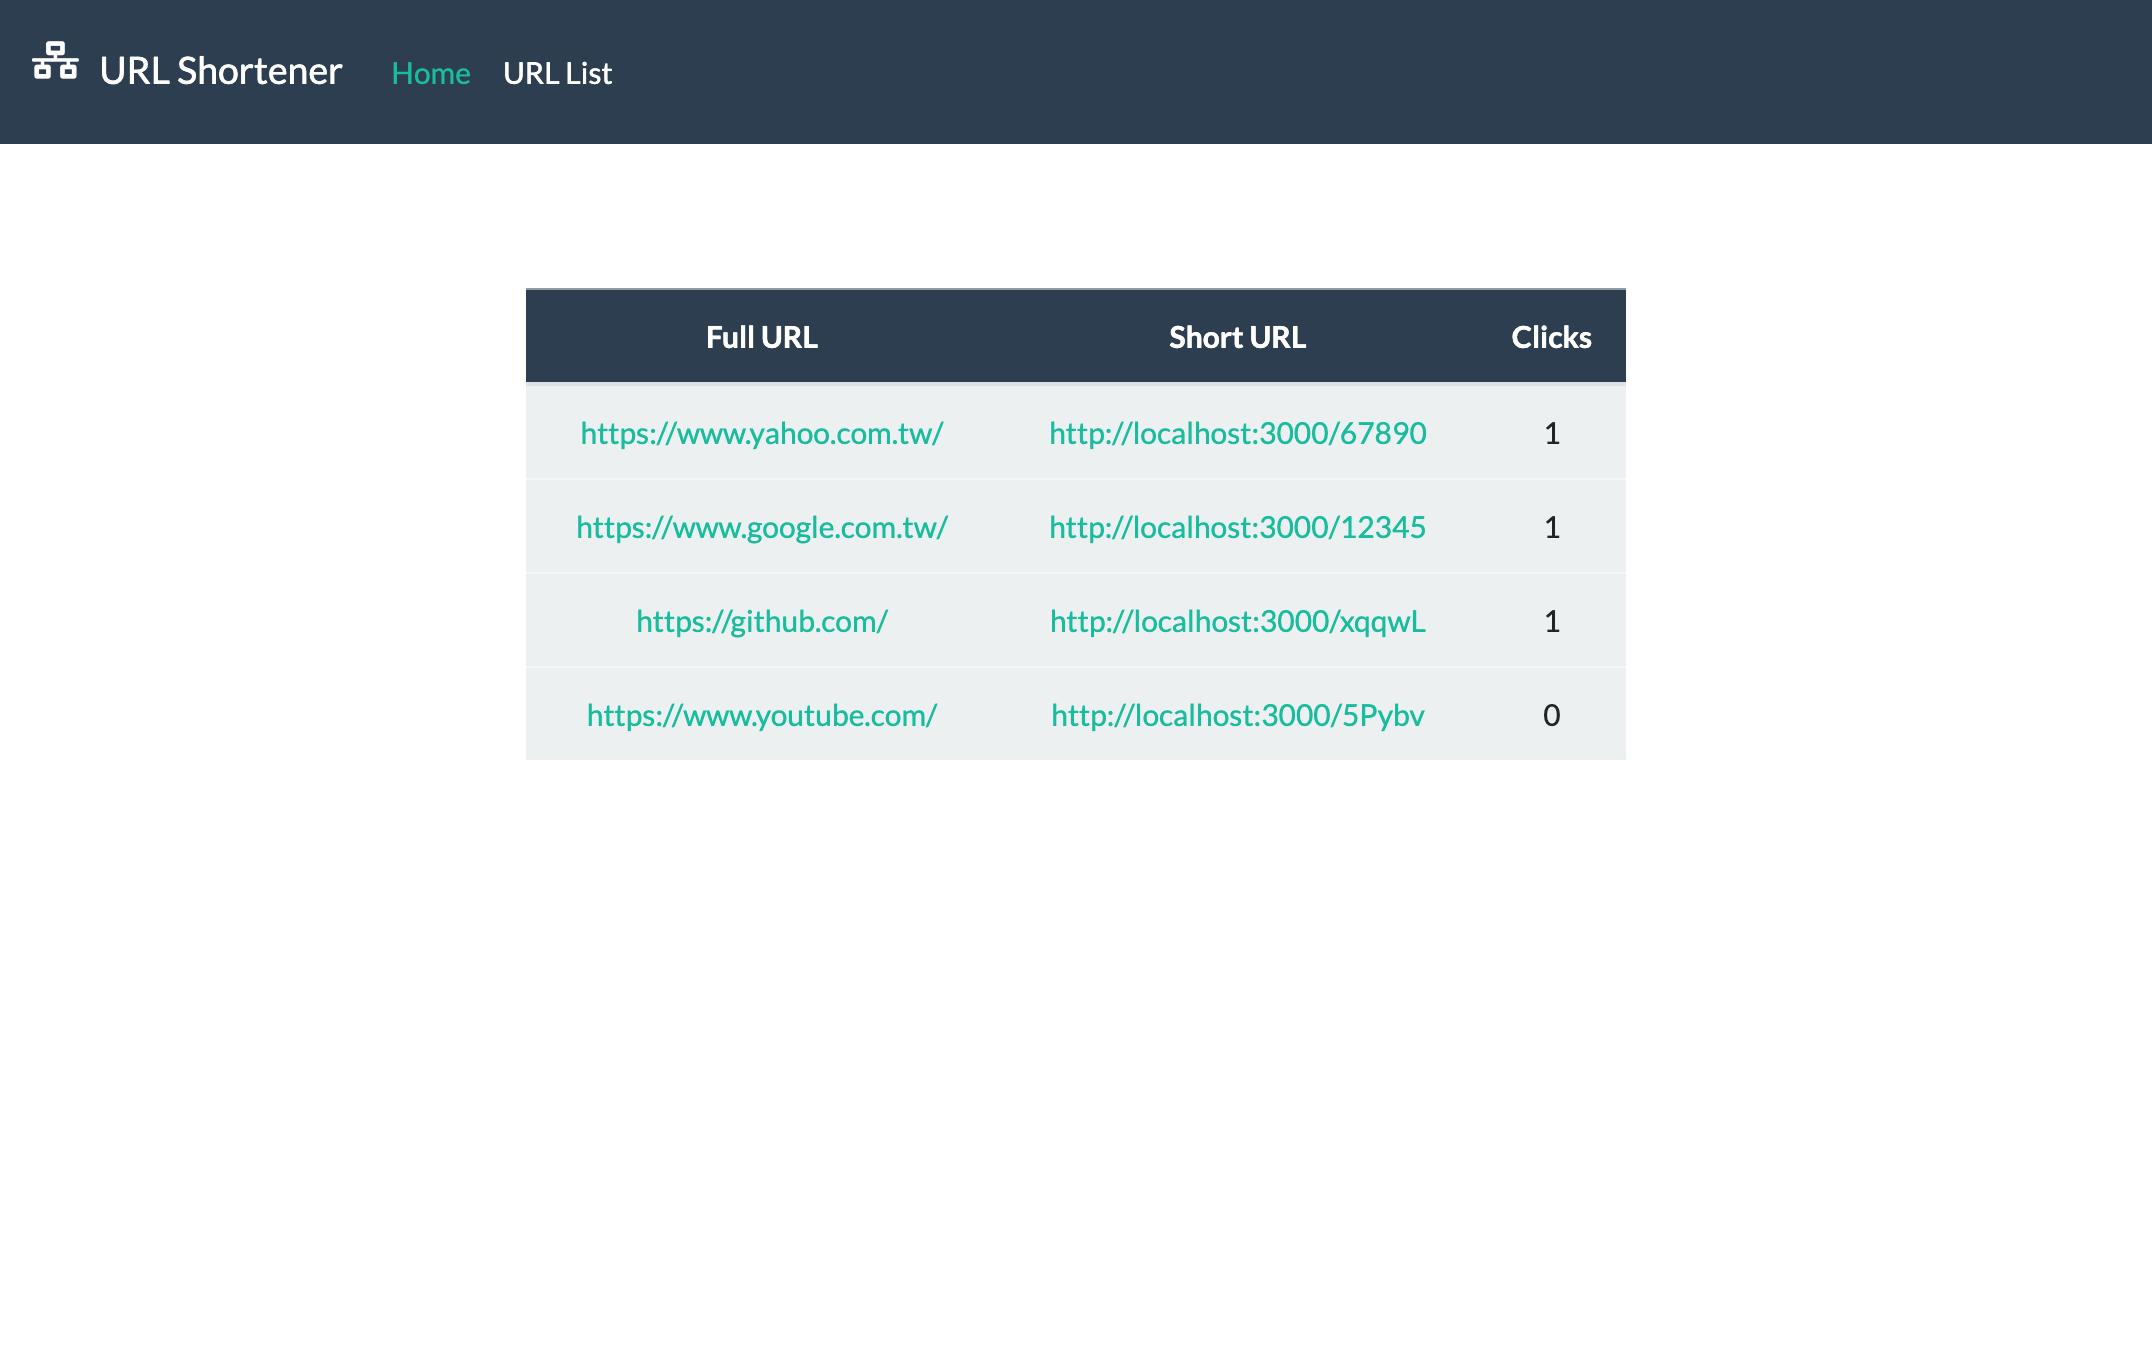 URL Shortener Home URL List
Full URL Short URL Clicks
https://www.yahoo.com.tw/ http://localhost:3000/67890 1
https://www.google.com.tw/ http://localhost:3000/12345 1
https://github.com/ http://localhost:3000/xqqwL 1
https://www.youtube.com/ http://localhost:3000/5Pybv 0